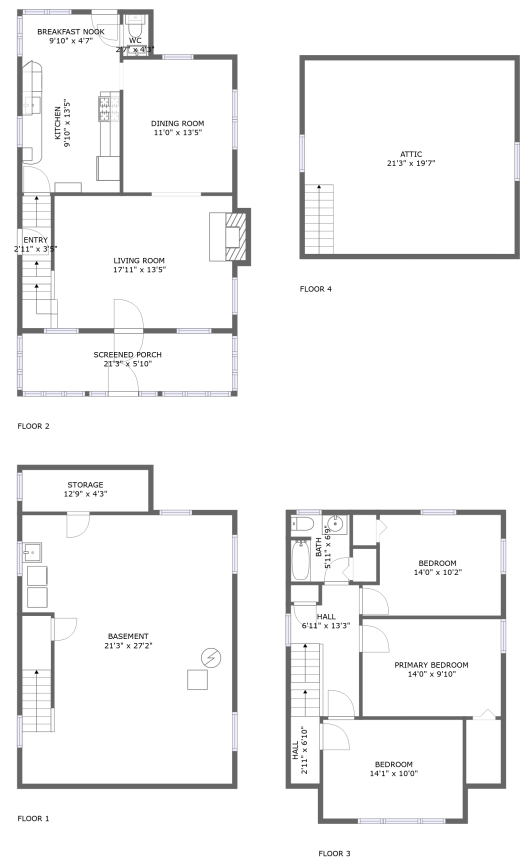 BREAKFAST NOOK
9'10" x 4'7"
WC
2'7" x 4'3"
KITCHEN
9'10" x 13'5"
DINING ROOM
11'0" x 13'5"
ENTRY
2'11" x 3'5"
LIVING ROOM
17'11" x 13'5"
SCREENED PORCH
21'3" x 5'10"
FLOOR 2
ATTIC
21'3" x 19'7"
FLOOR 4
STORAGE
12'9" x 4'3"
BASEMENT
21'3" x 27'2"
FLOOR 1
BATH
5'11" x 6'9"
BEDROOM
14'0" x 10'2"
HALL
6'11" x 13'3"
PRIMARY BEDROOM
14'0" x 9'10"
HALL
2'11" x 6'10"
BEDROOM
14'1" x 10'0"
FLOOR 3